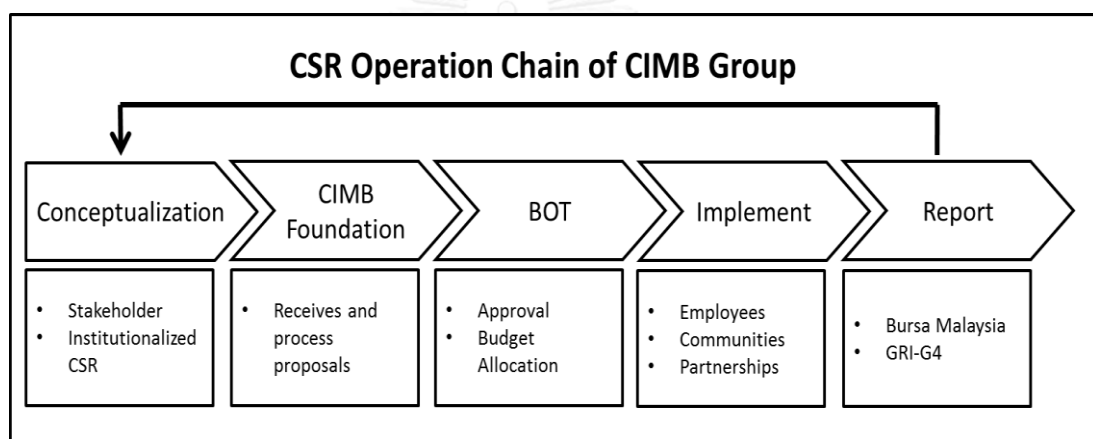 CSR Operation Chain of CIMB Group
Conceptualization
CIMB
Foundation
BOT
Implement
Report
• Stakeholder
• Institutionalized
CSR
• Receives and
process
proposals
• Approval
• Budget
Allocation
• Employees
• Communities
• Partnerships
• Bursa Malaysia
• GRI-G4